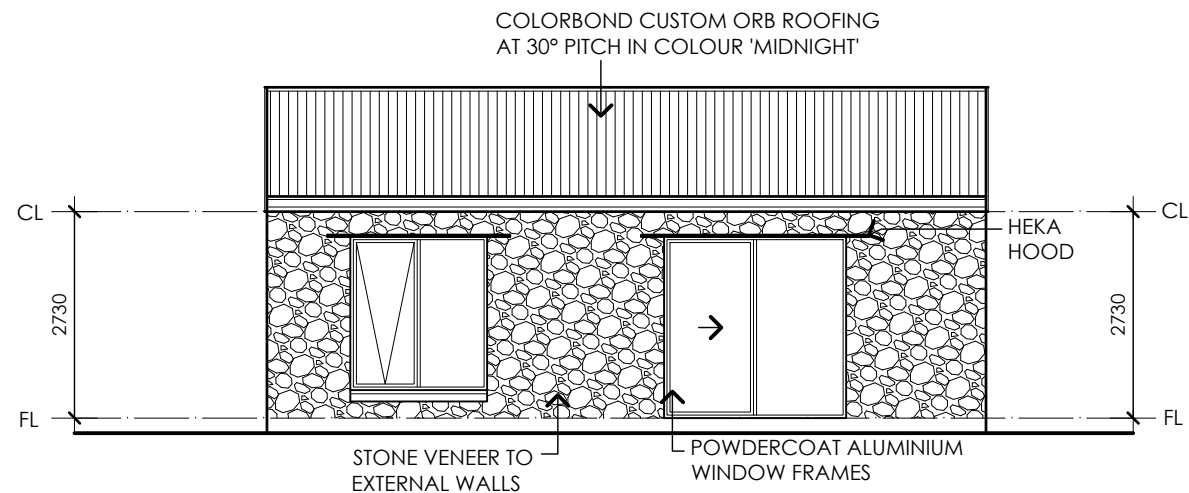 COLORBOND CUSTOM ORB ROOFING
AT 30° PITCH IN COLOUR 'MIDNIGHT'
CL
CL
HEKA
HOOD
2730
2730
FL
FL
STONE VENEER TO
EXTERNAL WALLS
POWDERCOAT ALUMINIUM
WINDOW FRAMES